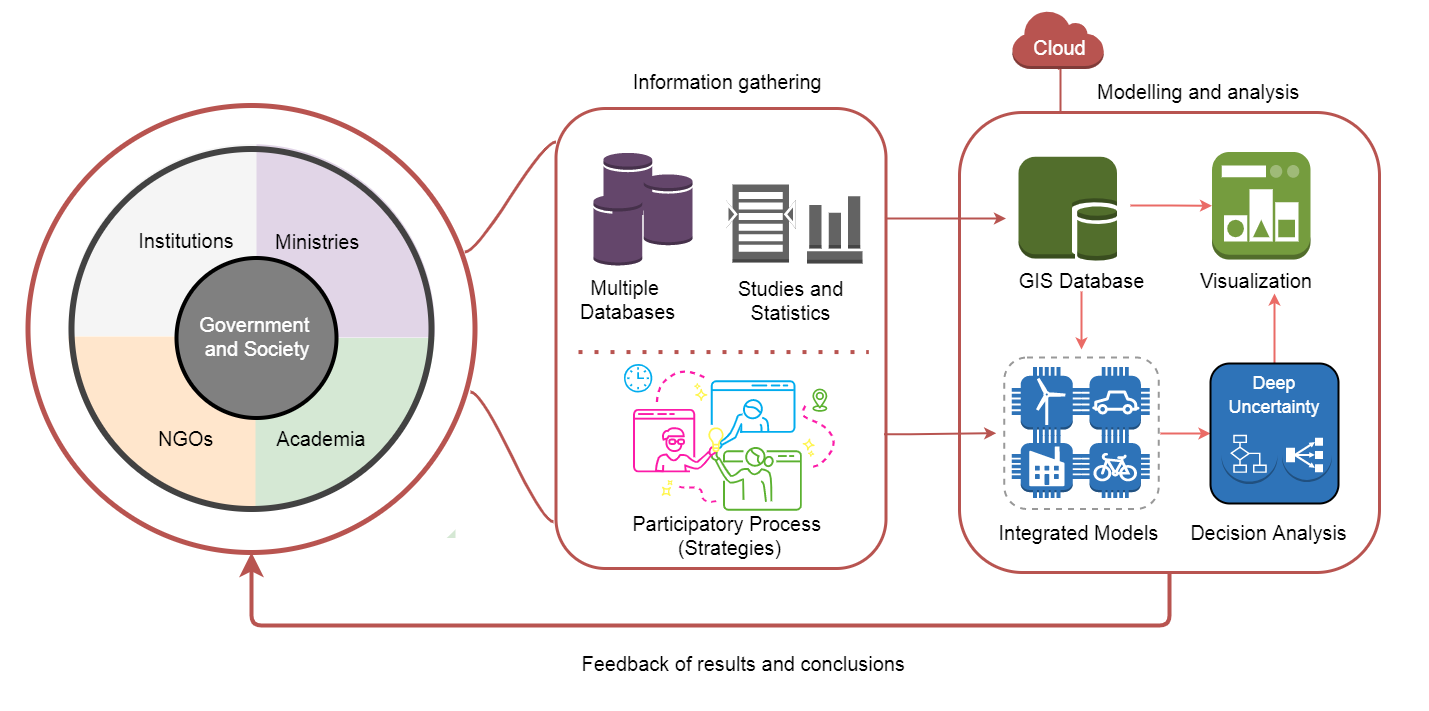 Cloud
Information gathering
Modelling and analysis
Institutions
Ministries
Government
and Society
NGOs
Academia
Multiple
Databases
Studies and
Statistics
Participatory Process
(Strategies)
GIS Database
Visualization
Deep
Uncertainty
Integrated Models
Decision Analysis
Feedback of results and conclusions